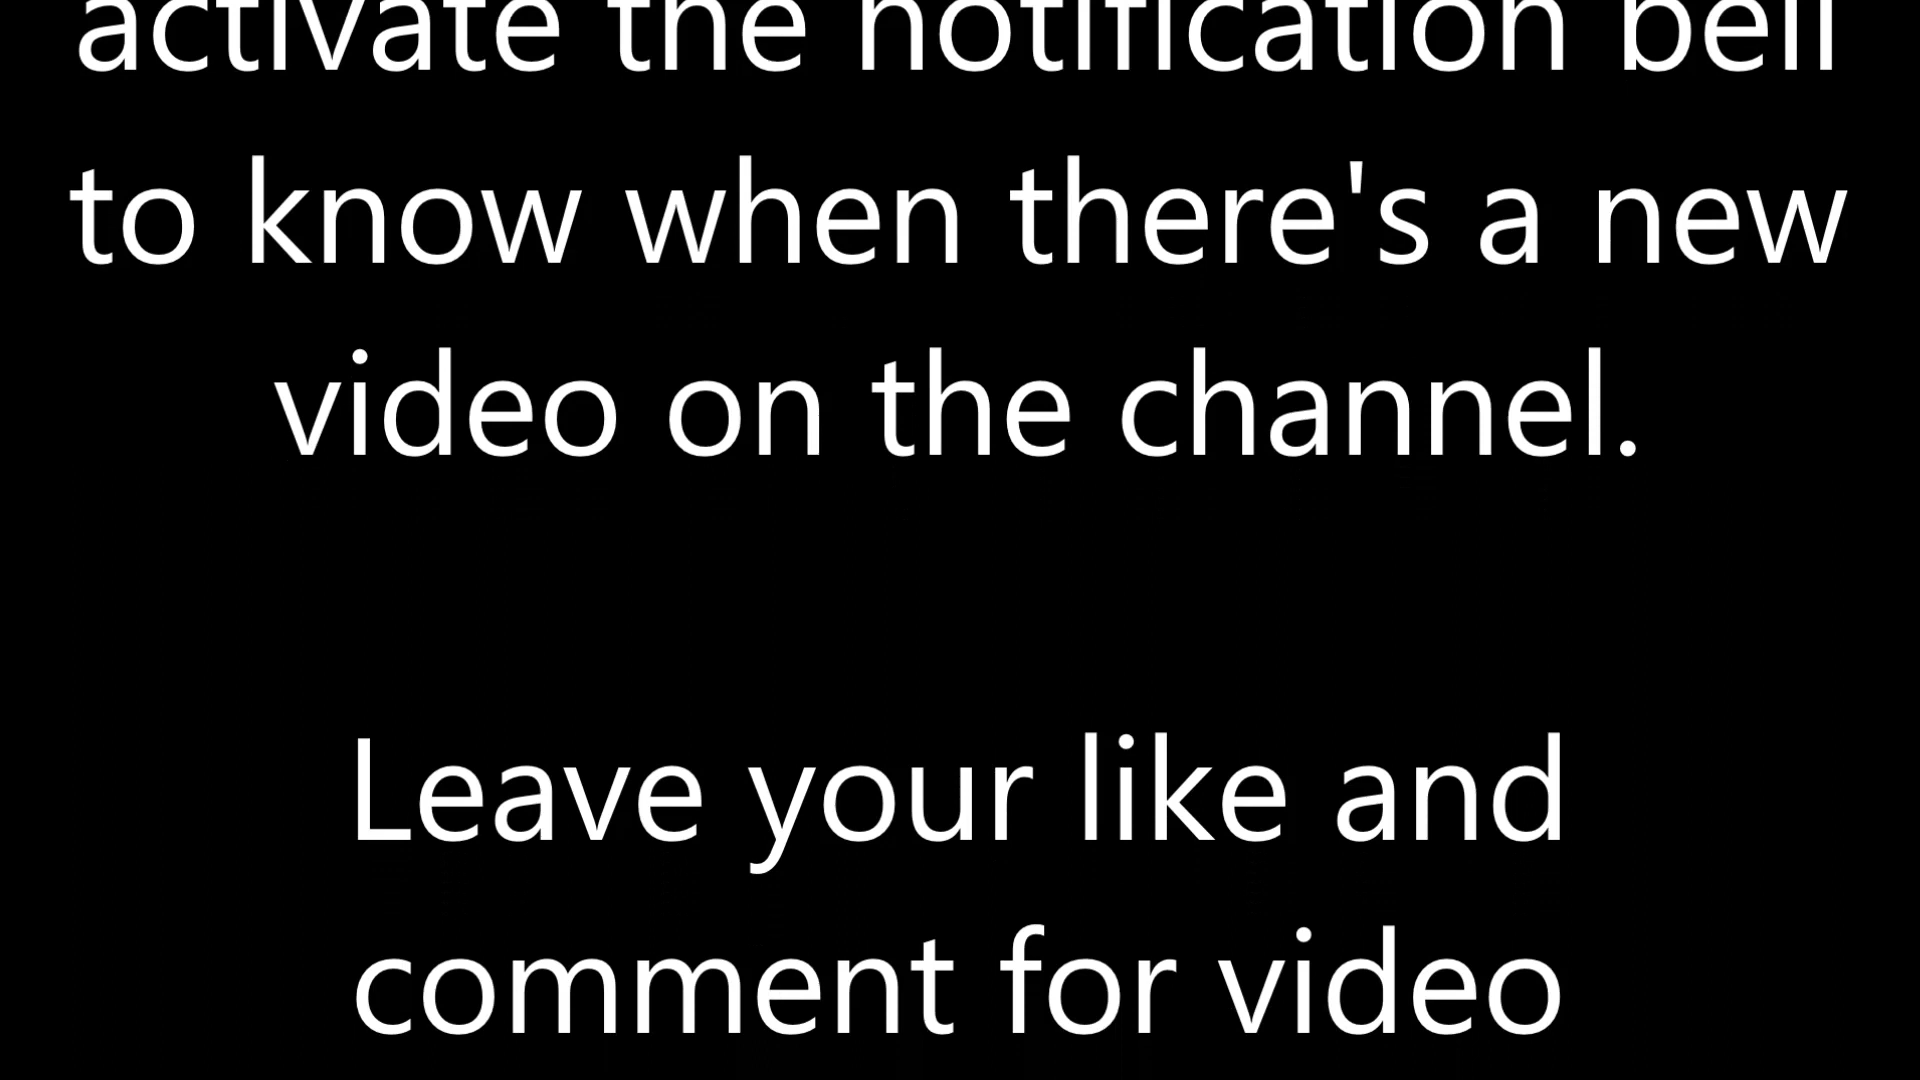 activate the notification bell
to know when there's a new
video on the channel.
Leave your like and
comment for video